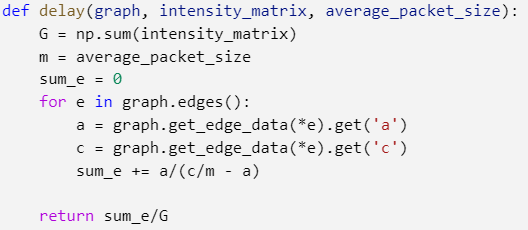 def delay(graph, intensity_matrix, average_packet_size):
    G = np.sum(intensity_matrix)
    m = average_packet_size
    sum_e = 0
    for e in graph.edges():
        a = graph.get_edge_data(*e).get('a')
        c = graph.get_edge_data(*e).get('c')
        sum_e += a/(c/m - a)

    return sum_e/G